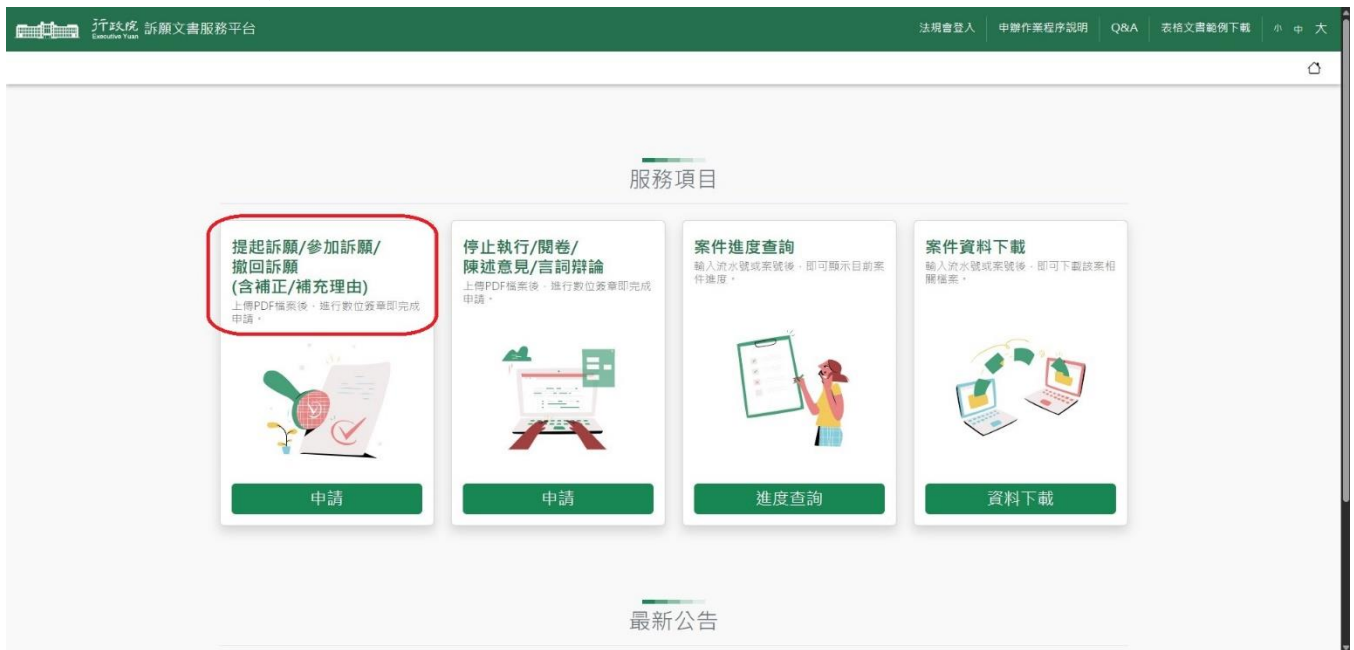 行政院 訴願文書服務平台
Executive Yuan
法規會登入 申辦作業程序說明 Q&A 表格文書範例下載 小 中 大
服務項目
提起訴願/參加訴願/
撤回訴願
(含補正/補充理由)
上傳PDF檔案後，進行數位簽章即完成
申請。
申請
停止執行/閱卷/
陳述意見/言詞辯論
上傳PDF檔案後，進行數位簽章即完成
申請。
申請
案件進度查詢
輸入流水號或案號後，即可顯示目前案
件進度。
進度查詢
案件資料下載
輸入流水號或案號後，即可下載該案相
關檔案。
資料下載
最新公告